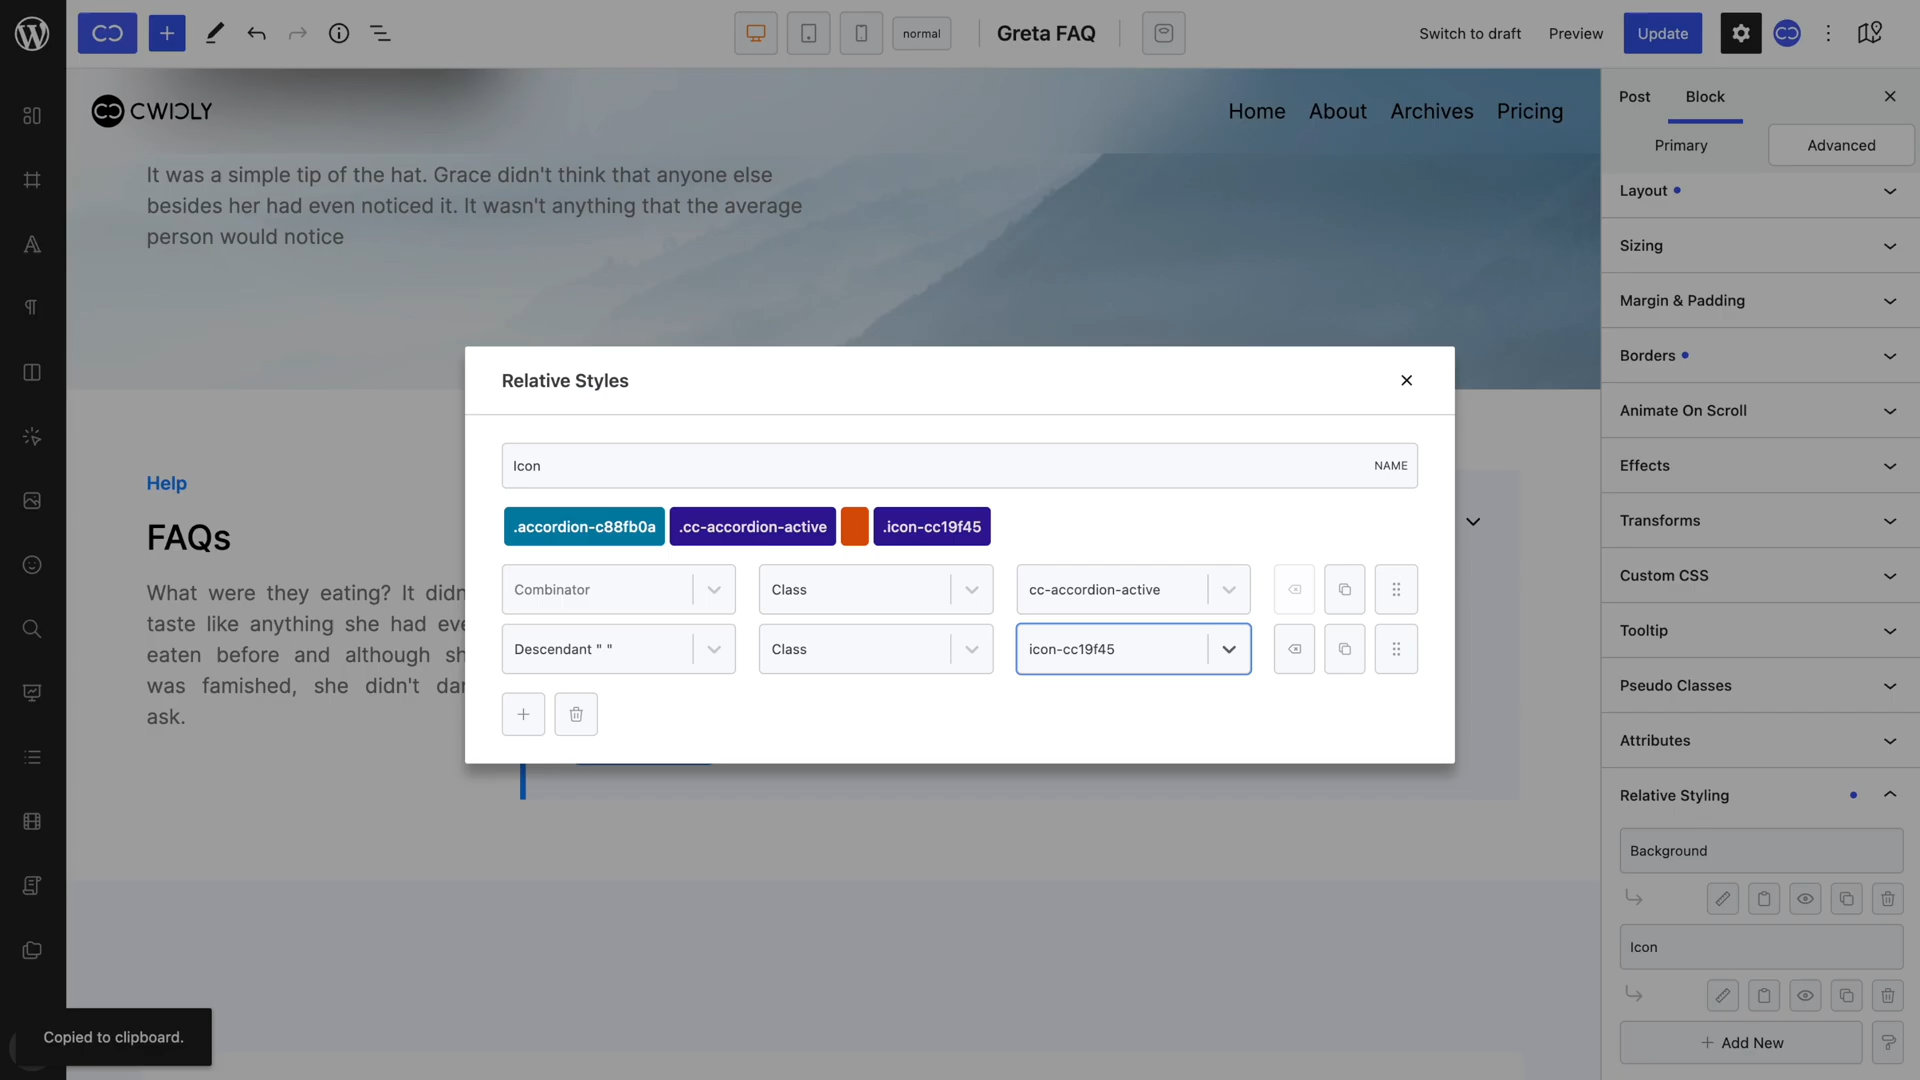 normal
Greta FAQ
Switch to draft
Preview
Update
CWICLY
Home About Archives Pricing
It was a simple tip of the hat. Grace didn't think that anyone else
besides her had even noticed it. It wasn't anything that the average
person would notice
Help
FAQs
What were they eating? It didn
taste like anything she had eve
eaten before and although sh
was famished, she didn't dar
ask.
Relative Styles
Icon
NAME
.accordion-c88fb0a .cc-accordion-active .icon-cc19f45
Combinator
Class
cc-accordion-active
Descendant " "
Class
icon-cc19f45
Post
Block
Primary
Advanced
Layout
Sizing
Margin & Padding
Borders
Animate On Scroll
Effects
Transforms
Custom CSS
Tooltip
Pseudo Classes
Attributes
Relative Styling
Background
Icon
Add New
Copied to clipboard.